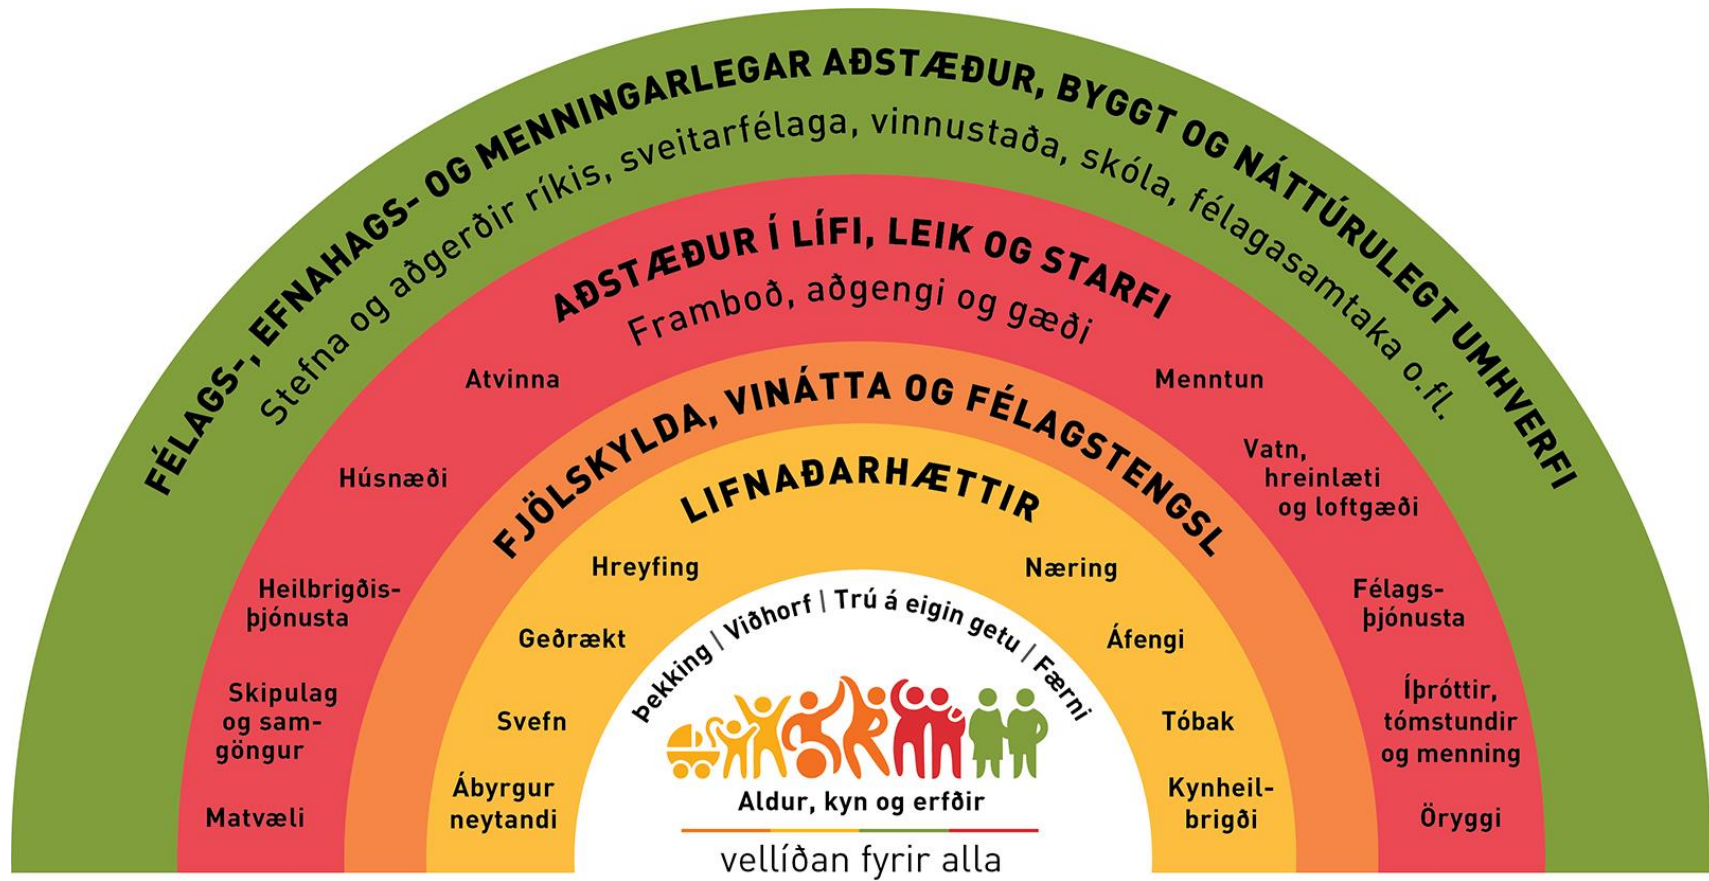 FÉLAGS-, EFNAHAGS- OG MENNINGARLEGAR AÐSTÆÐUR, BYGGT OG NÁTTÚRULEGT UMHVERFI
Stefna og aðgerðir ríkis, sveitarfélaga, vinnustaða, skóla, félagasamtaka o.fl.
AÐSTÆÐUR Í LÍFI, LEIK OG STARFI
Framboð, aðgengi og gæði
Atvinna
Húsnæði
Heilbrigðis-
þjónusta
Skipulag
og sam-
göngur
Matvæli
Menntun
Vatn,
hreinlæti
og loftgæði
Félags-
þjónusta
Íþróttir,
tómstundir
og menning
Öryggi
FJÖLSKYLDA, VINÁTTA OG FÉLAGSTENGSL
LIFNAÐARHÆTTIR
Hreyfing
Geðrækt
Svefn
Ábyrgur
neytandi
Næring
Áfengi
Tóbak
Kynheil-
brigði
Þekking | Viðhorf | Trú á eigin getu | Færni
Aldur, kyn og erfðir
vellíðan fyrir alla